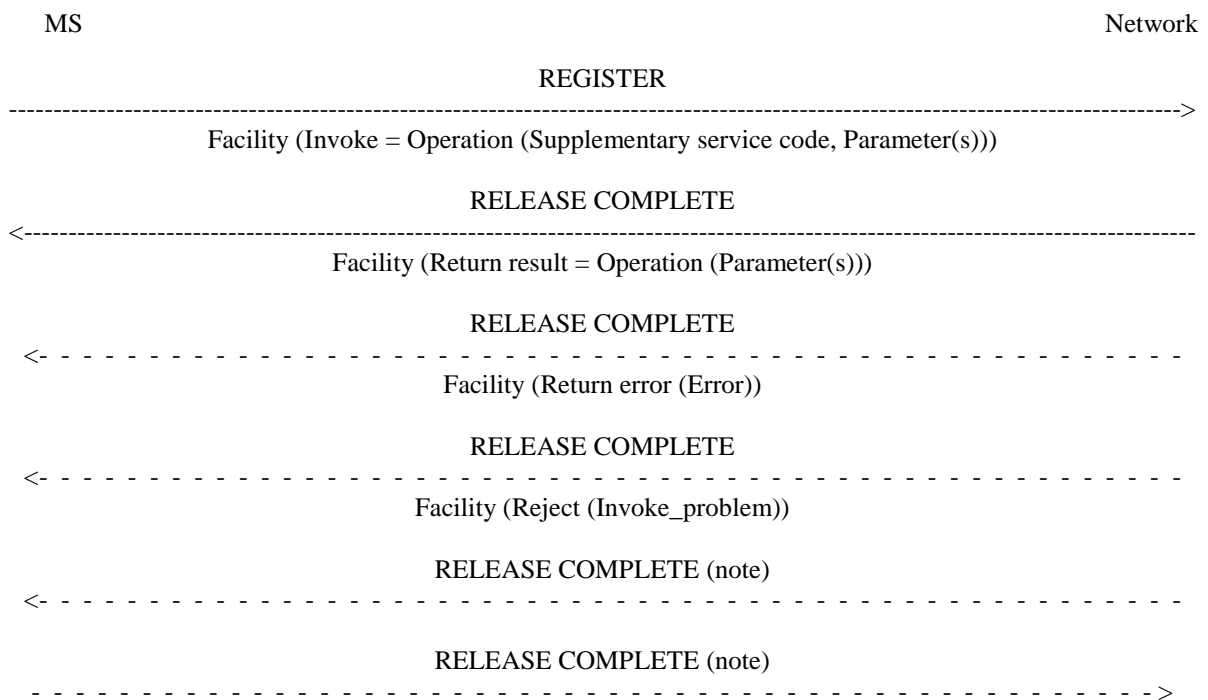 MS Network
REGISTER
Facility (Invoke = Operation (Supplementary service code, Parameter(s)))
RELEASE COMPLETE
Facility (Return result = Operation (Parameter(s)))
RELEASE COMPLETE
Facility (Return error (Error))
RELEASE COMPLETE
Facility (Reject (Invoke_problem))
RELEASE COMPLETE (note)
RELEASE COMPLETE (note)